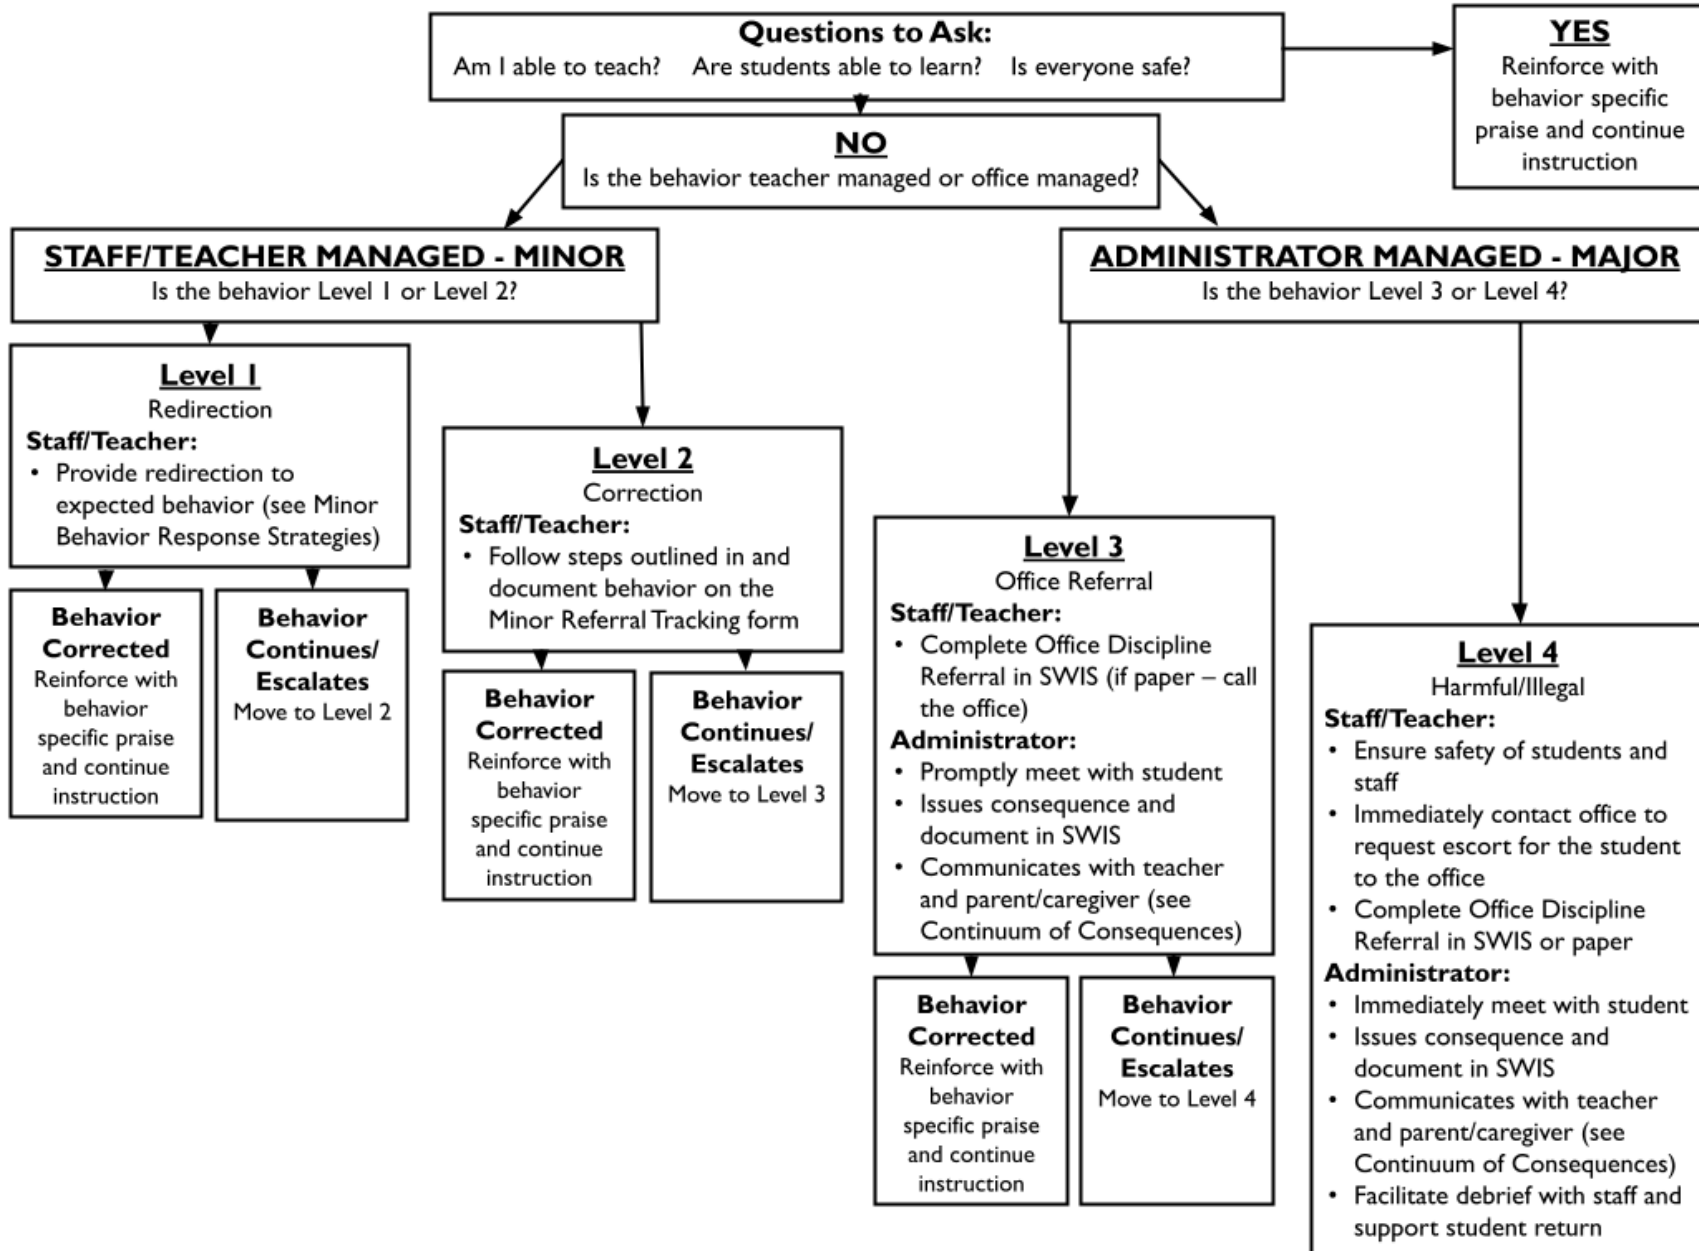 Questions to Ask:
Am I able to teach? Are students able to learn? Is everyone safe?
YES
Reinforce with
behavior specific
praise and continue
instruction
NO
Is the behavior teacher managed or office managed?
STAFF/TEACHER MANAGED - MINOR
Is the behavior Level 1 or Level 2?
ADMINISTRATOR MANAGED - MAJOR
Is the behavior Level 3 or Level 4?
Level 1
Redirection
Staff/Teacher:
• Provide redirection to
expected behavior (see Minor
Behavior Response Strategies)
Behavior
Corrected
Reinforce with
behavior
specific praise
and continue
instruction
Behavior
Continues/
Escalates
Move to Level 2
Level 2
Correction
Staff/Teacher:
• Follow steps outlined in and
document behavior on the
Minor Referral Tracking form
Behavior
Corrected
Reinforce with
behavior
specific praise
and continue
instruction
Behavior
Continues/
Escalates
Move to Level 3
Level 3
Office Referral
Staff/Teacher:
• Complete Office Discipline
Referral in SWIS (if paper – call
the office)
Administrator:
• Promptly meet with student
• Issues consequence and
document in SWIS
• Communicates with teacher
and parent/caregiver (see
Continuum of Consequences)
Behavior
Corrected
Reinforce with
behavior
specific praise
and continue
instruction
Behavior
Continues/
Escalates
Move to Level 4
Level 4
Harmful/Illegal
Staff/Teacher:
• Ensure safety of students and
staff
• Immediately contact office to
request escort for the student
to the office
• Complete Office Discipline
Referral in SWIS or paper
Administrator:
• Immediately meet with student
• Issues consequence and
document in SWIS
• Communicates with teacher
and parent/caregiver (see
Continuum of Consequences)
• Facilitate debrief with staff and
support student return